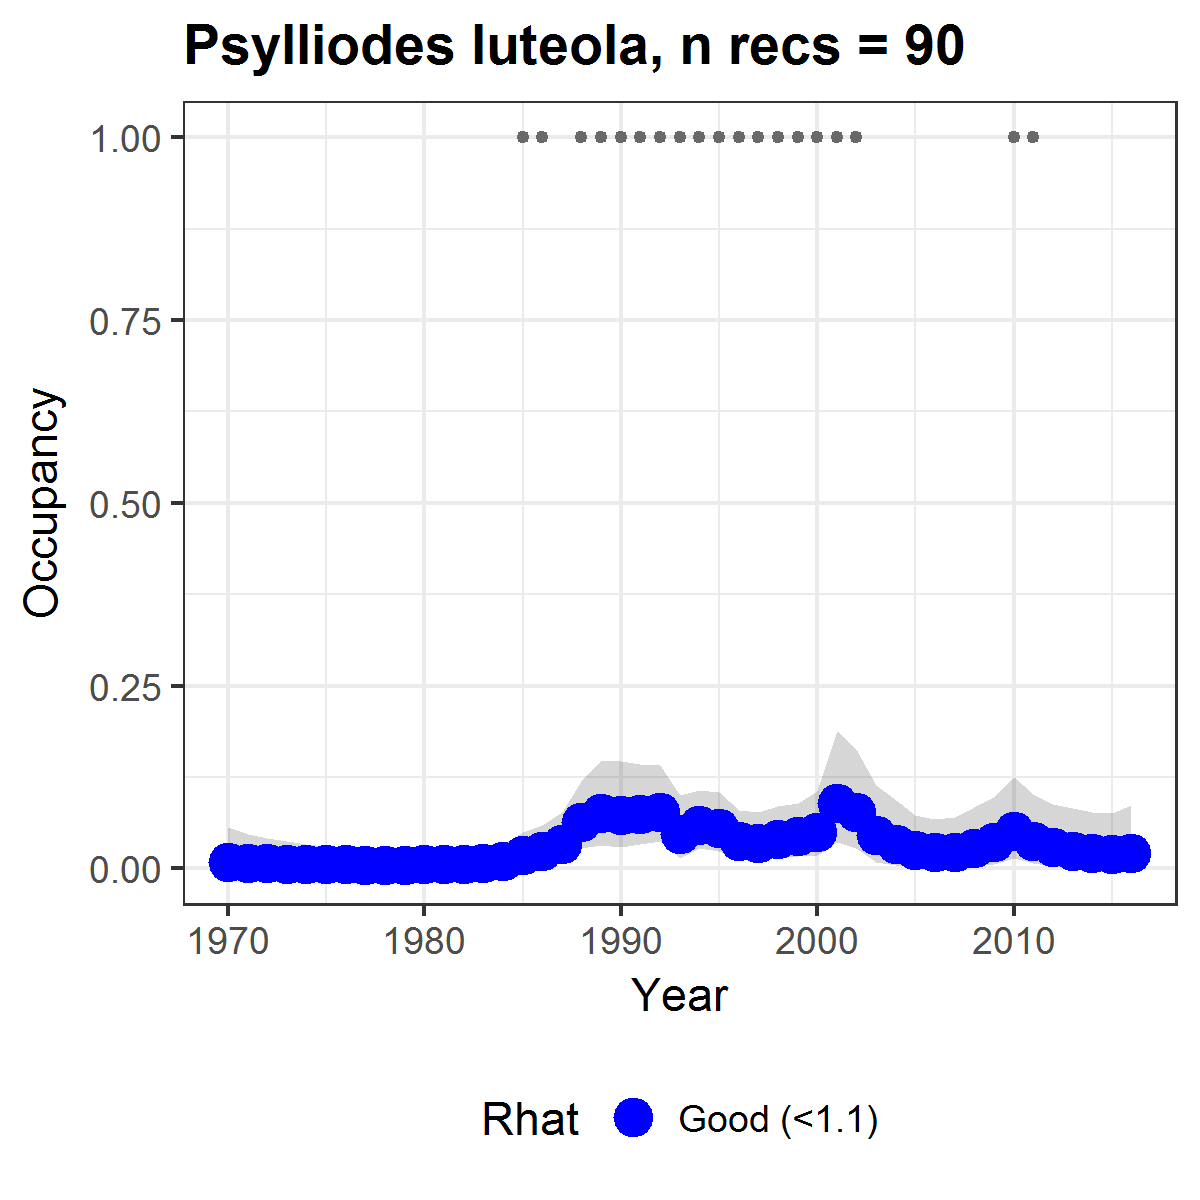 Psylliodes luteola, n recs = 90
1.00
0.75
0.50
0.25
0.00
Occupancy
1970 1980 1990 2000 2010
Year
Rhat Good (<1.1)